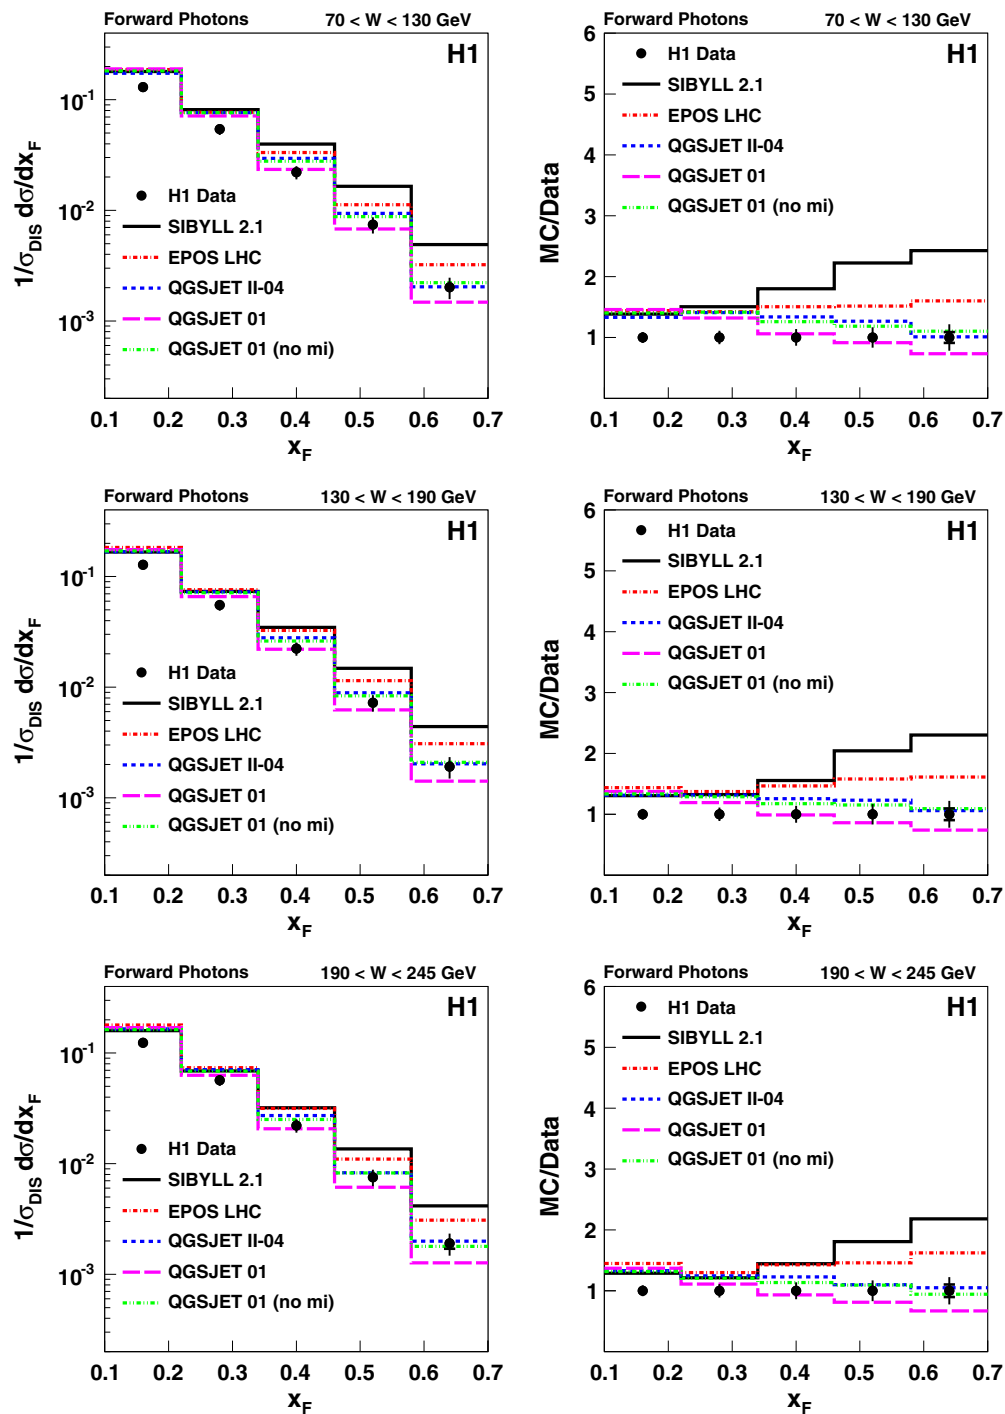 Forward Photons 70 < W < 130 GeV
H1
10⁻¹
10⁻²
10⁻³
1/σ_DIS dσ/dx_F
H1 Data
SIBYLL 2.1
EPOS LHC
QGSJET II-04
QGSJET 01
QGSJET 01 (no mi)
0.1 0.2 0.3 0.4 0.5 0.6 0.7
x_F
Forward Photons 70 < W < 130 GeV
H1
6
5
4
3
2
1
MC/Data
H1 Data
SIBYLL 2.1
EPOS LHC
QGSJET II-04
QGSJET 01
QGSJET 01 (no mi)
0.1 0.2 0.3 0.4 0.5 0.6 0.7
x_F
Forward Photons 130 < W < 190 GeV
H1
10⁻¹
10⁻²
10⁻³
1/σ_DIS dσ/dx_F
H1 Data
SIBYLL 2.1
EPOS LHC
QGSJET II-04
QGSJET 01
QGSJET 01 (no mi)
0.1 0.2 0.3 0.4 0.5 0.6 0.7
x_F
Forward Photons 130 < W < 190 GeV
H1
6
5
4
3
2
1
MC/Data
H1 Data
SIBYLL 2.1
EPOS LHC
QGSJET II-04
QGSJET 01
QGSJET 01 (no mi)
0.1 0.2 0.3 0.4 0.5 0.6 0.7
x_F
Forward Photons 190 < W < 245 GeV
H1
10⁻¹
10⁻²
10⁻³
1/σ_DIS dσ/dx_F
H1 Data
SIBYLL 2.1
EPOS LHC
QGSJET II-04
QGSJET 01
QGSJET 01 (no mi)
0.1 0.2 0.3 0.4 0.5 0.6 0.7
x_F
Forward Photons 190 < W < 245 GeV
H1
6
5
4
3
2
1
MC/Data
H1 Data
SIBYLL 2.1
EPOS LHC
QGSJET II-04
QGSJET 01
QGSJET 01 (no mi)
0.1 0.2 0.3 0.4 0.5 0.6 0.7
x_F